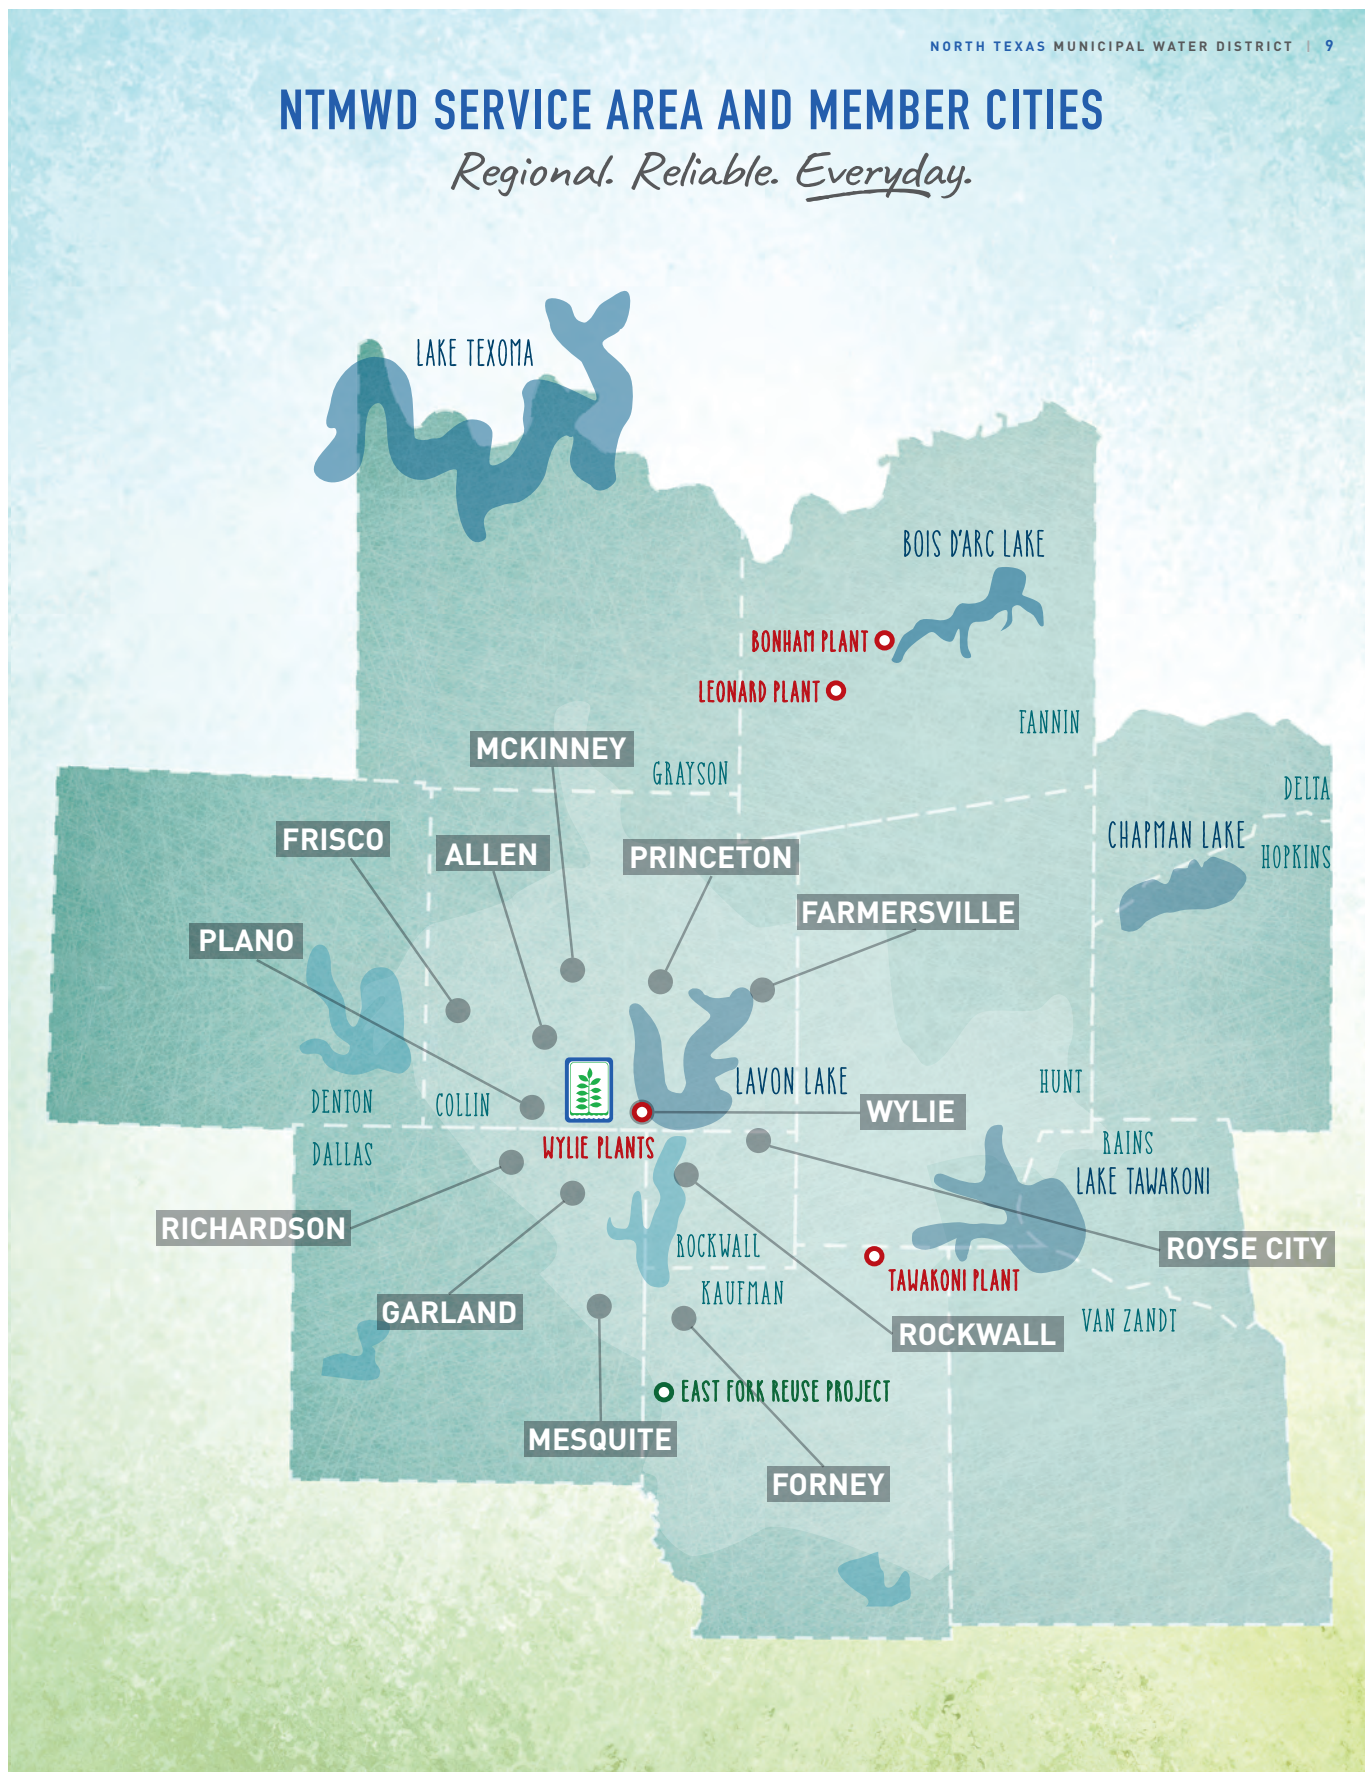 NORTH TEXAS MUNICIPAL WATER DISTRICT | 9
NTMWD SERVICE AREA AND MEMBER CITIES
Regional. Reliable. Everyday.
LAKE TEXOMA
BOIS D'ARC LAKE
BONHAM PLANT
LEONARD PLANT
FANNIN
MCKINNEY
GRAYSON
DELTA
FRISCO
ALLEN
PRINCETON
CHAPMAN LAKE
HOPKINS
FARMERSVILLE
PLANO
LAVON LAKE
HUNT
DENTON
COLLIN
WYLIE
WYLIE PLANTS
DALLAS
RAINS
LAKE TAWAKONI
RICHARDSON
ROCKWALL
ROYSE CITY
TAWAKONI PLANT
KAUFMAN
GARLAND
ROCKWALL
VAN ZANDT
EAST FORK REUSE PROJECT
MESQUITE
FORNEY